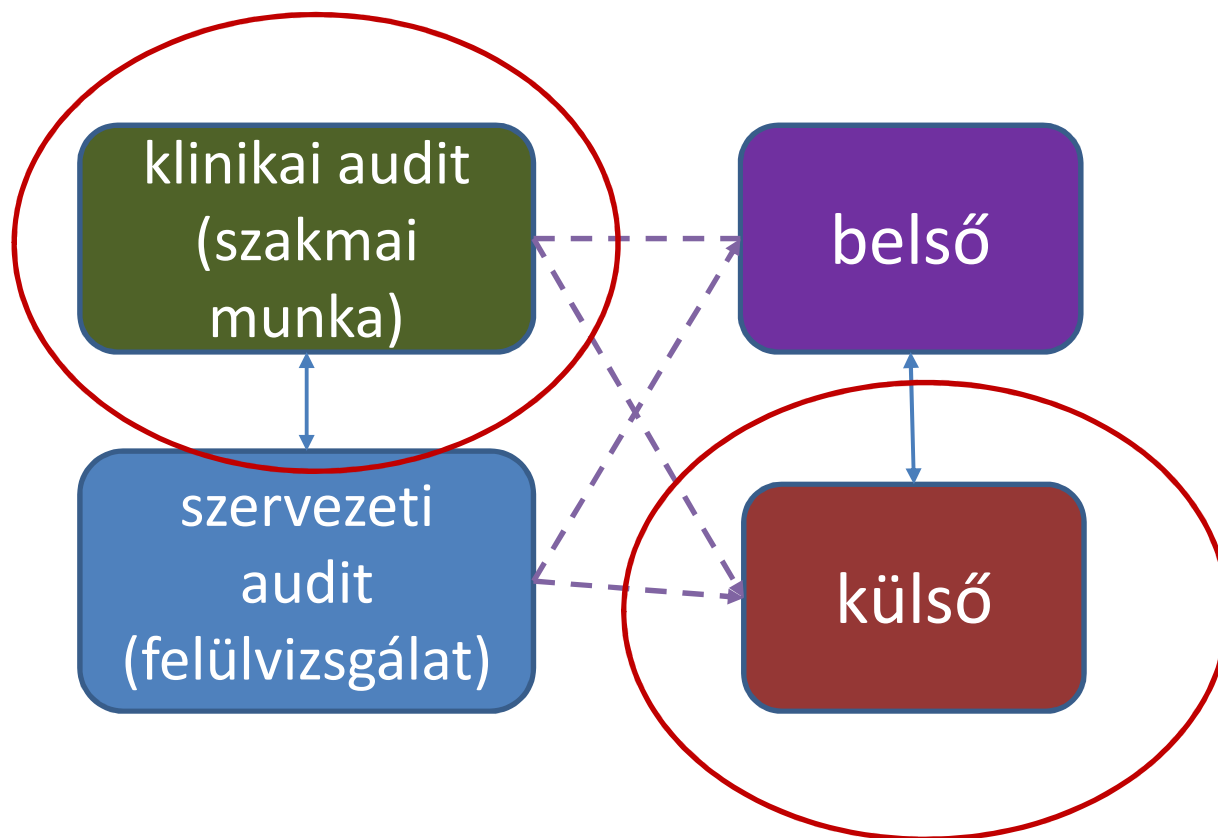 klinikai audit
(szakmai
munka)
belső
szervezeti
audit
(felülvizsgálat)
külső